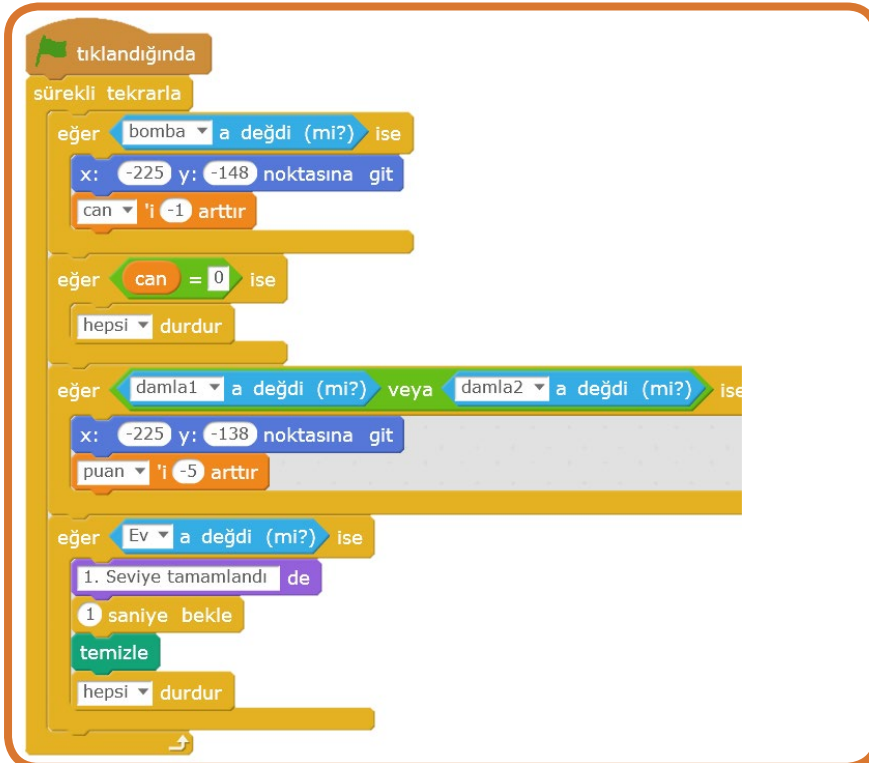 tıklandığında
sürekli tekrarla
eğer bomba a değdi (mi?) ise
x: -225 y: -148 noktasına git
can 'i -1 arttır
eğer can = 0 ise
hepsi durdur
eğer damla1 a değdi (mi?) veya damla2 a değdi (mi?) ise
x: -225 y: -138 noktasına git
puan 'i -5 arttır
eğer Ev a değdi (mi?) ise
1. Seviye tamamlandı de
1 saniye bekle
temizle
hepsi durdur